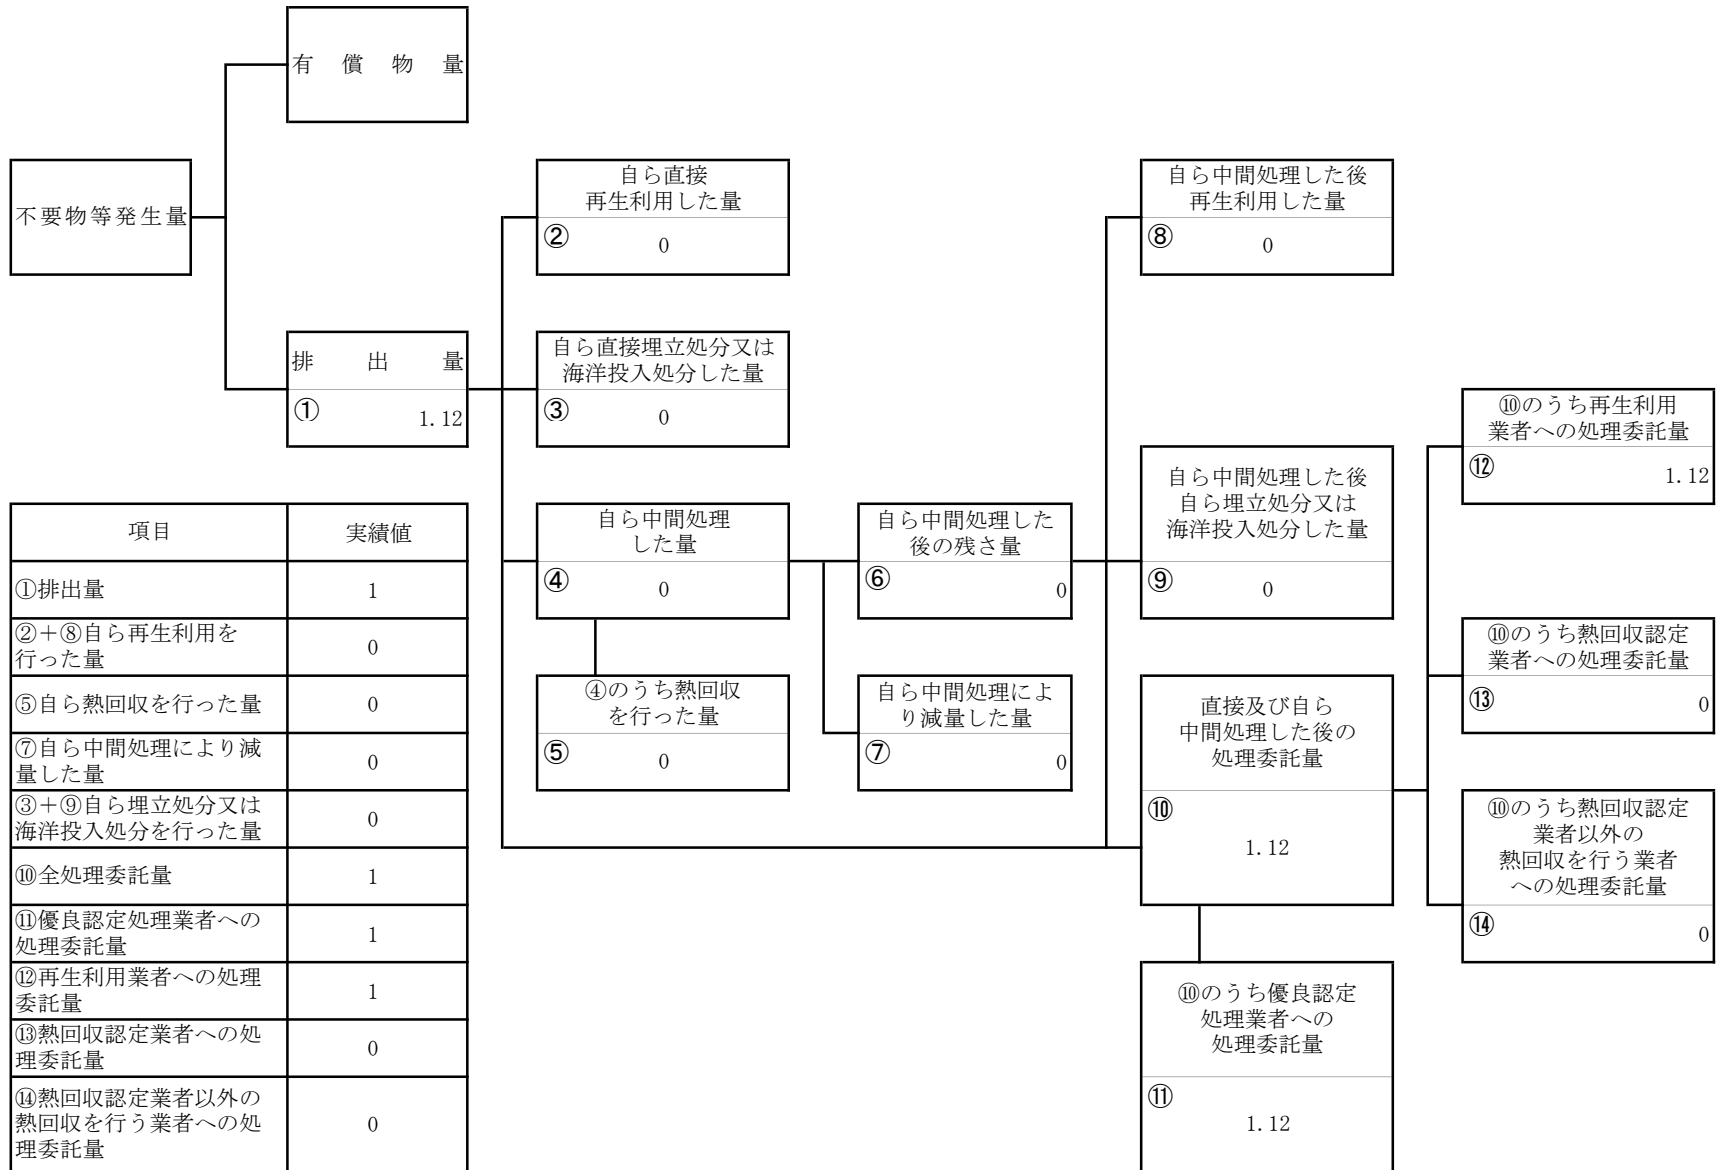 有償物量
不要物等発生量
排出量
① 1.12
自ら直接
再生利用した量
② 0
自ら直接埋立処分又は
海洋投入処分した量
③ 0
自ら中間処理
した量
④ 0
④のうち熱回収
を行った量
⑤ 0
自ら中間処理した
後の残さ量
⑥ 0
自ら中間処理によ
り減量した量
⑦ 0
自ら中間処理した後
再生利用した量
⑧ 0
自ら中間処理した後
自ら埋立処分又は
海洋投入処分した量
⑨ 0
直接及び自ら
中間処理した後の
処理委託量
⑩
1.12
⑩のうち優良認定
処理業者への
処理委託量
⑪
1.12
⑩のうち再生利用
業者への処理委託量
⑫ 1.12
⑩のうち熱回収認定
業者への処理委託量
⑬ 0
⑩のうち熱回収認定
業者以外の
熱回収を行う業者
への処理委託量
⑭ 0
項目 実績値
①排出量 1
②＋⑧自ら再生利用を
行った量 0
⑤自ら熱回収を行った量 0
⑦自ら中間処理により減
量した量 0
③＋⑨自ら埋立処分又は
海洋投入処分を行った量 0
⑩全処理委託量 1
⑪優良認定処理業者への
処理委託量 1
⑫再生利用業者への処理
委託量 1
⑬熱回収認定業者への処
理委託量 0
⑭熱回収認定業者以外の
熱回収を行う業者への処
理委託量 0